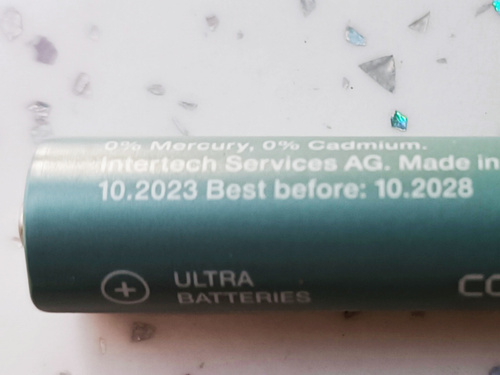 0% Mercury, 0% Cadmium.
Intertech Services AG. Made in
10.2023 Best before: 10.2028
+ ULTRA
BATTERIES